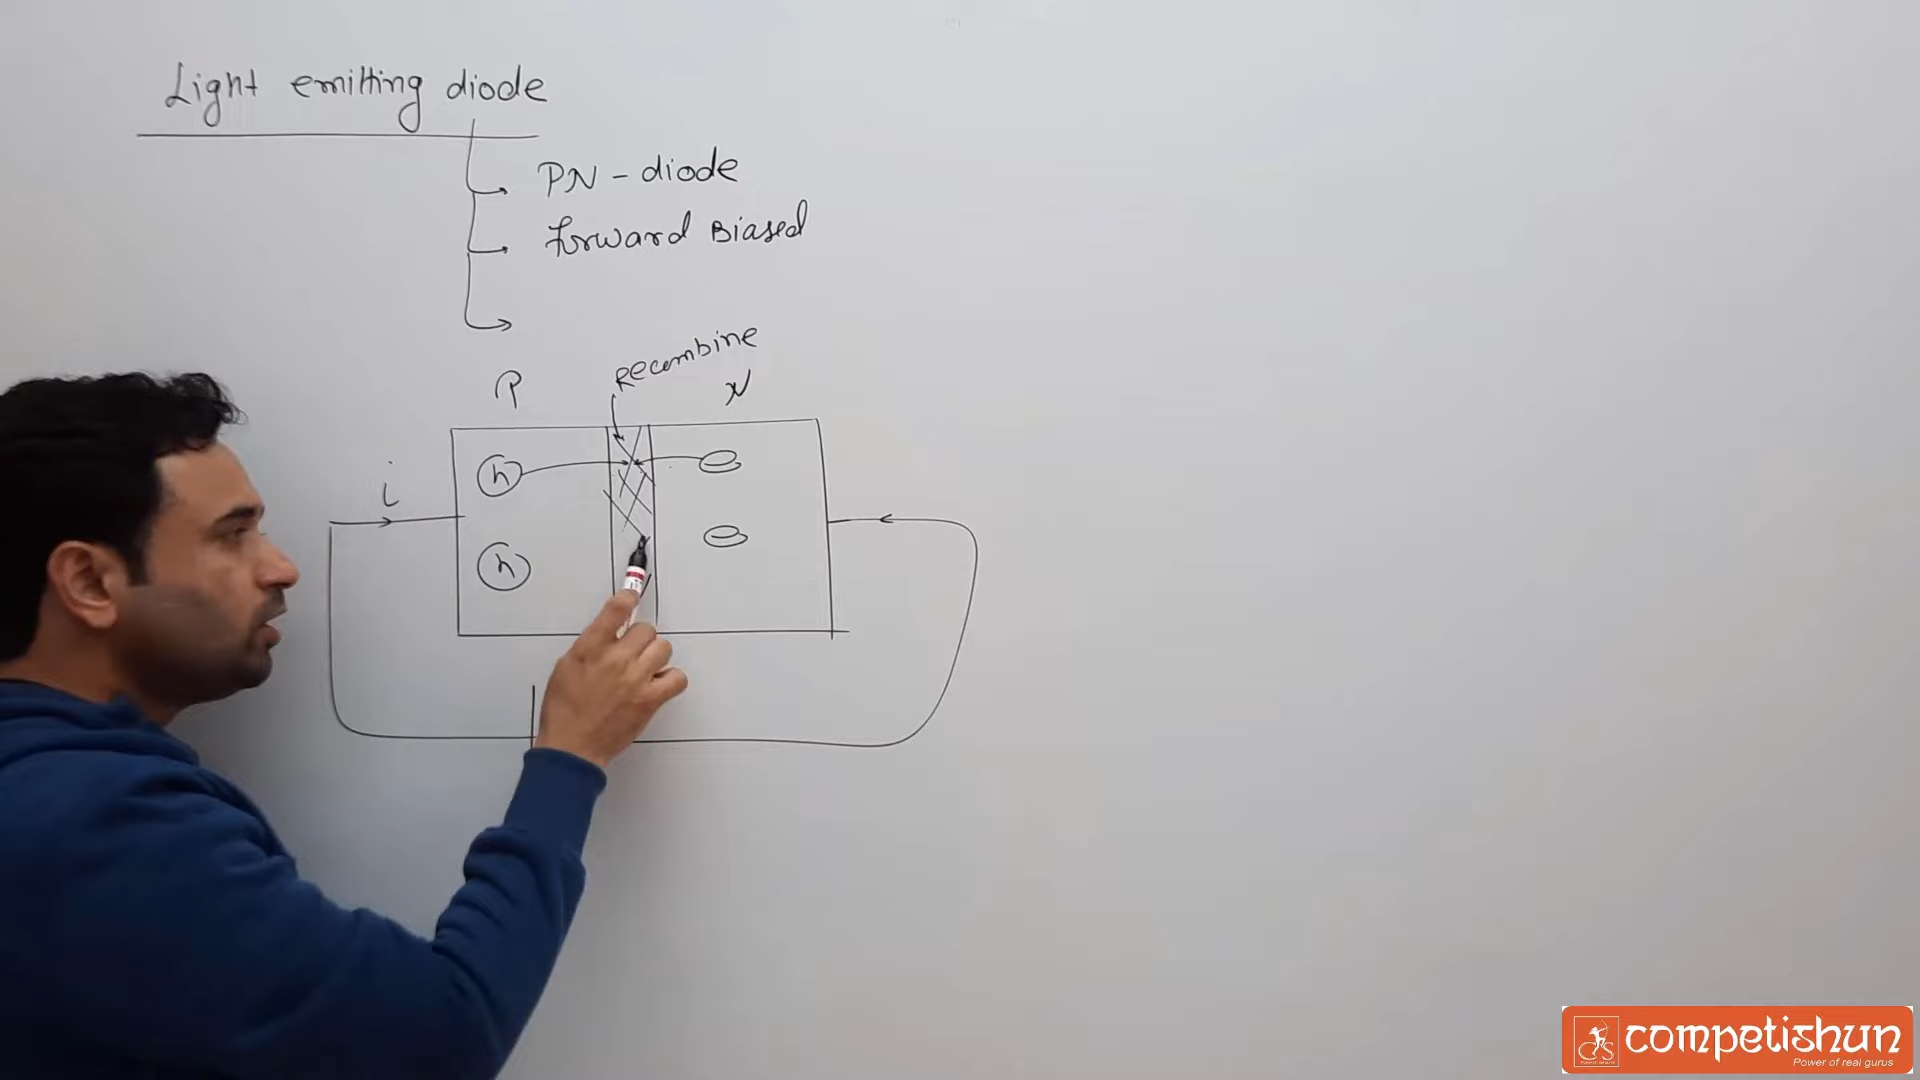 Light emitting diode
PN - diode
Forward Biased
recombine
P
N
h
i
h
competishun
Power of real gurus